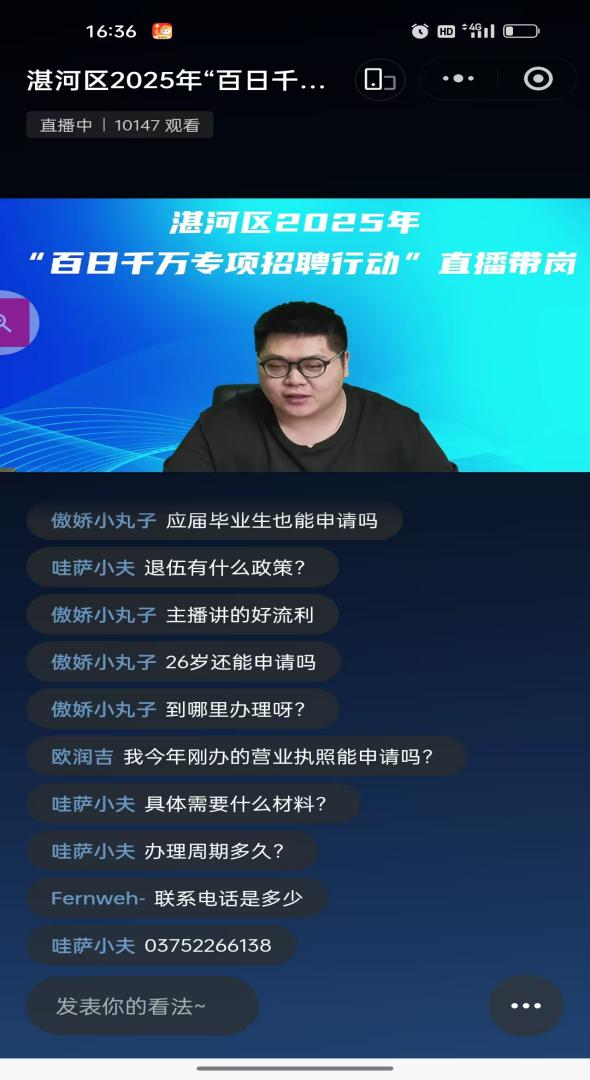 16:36
HD 4G
湛河区2025年“百日千...
直播中 | 10147 观看
湛河区2025年
“百日千万专项招聘行动”直播带岗
傲娇小丸子 应届毕业生也能申请吗
哇萨小夫 退伍有什么政策？
傲娇小丸子 主播讲的好流利
傲娇小丸子 26岁还能申请吗
傲娇小丸子 到哪里办理呀？
欧润吉 我今年刚办的营业执照能申请吗？
哇萨小夫 具体需要什么材料？
哇萨小夫 办理周期多久？
Fernweh- 联系电话是多少
哇萨小夫 03752266138
发表你的看法~